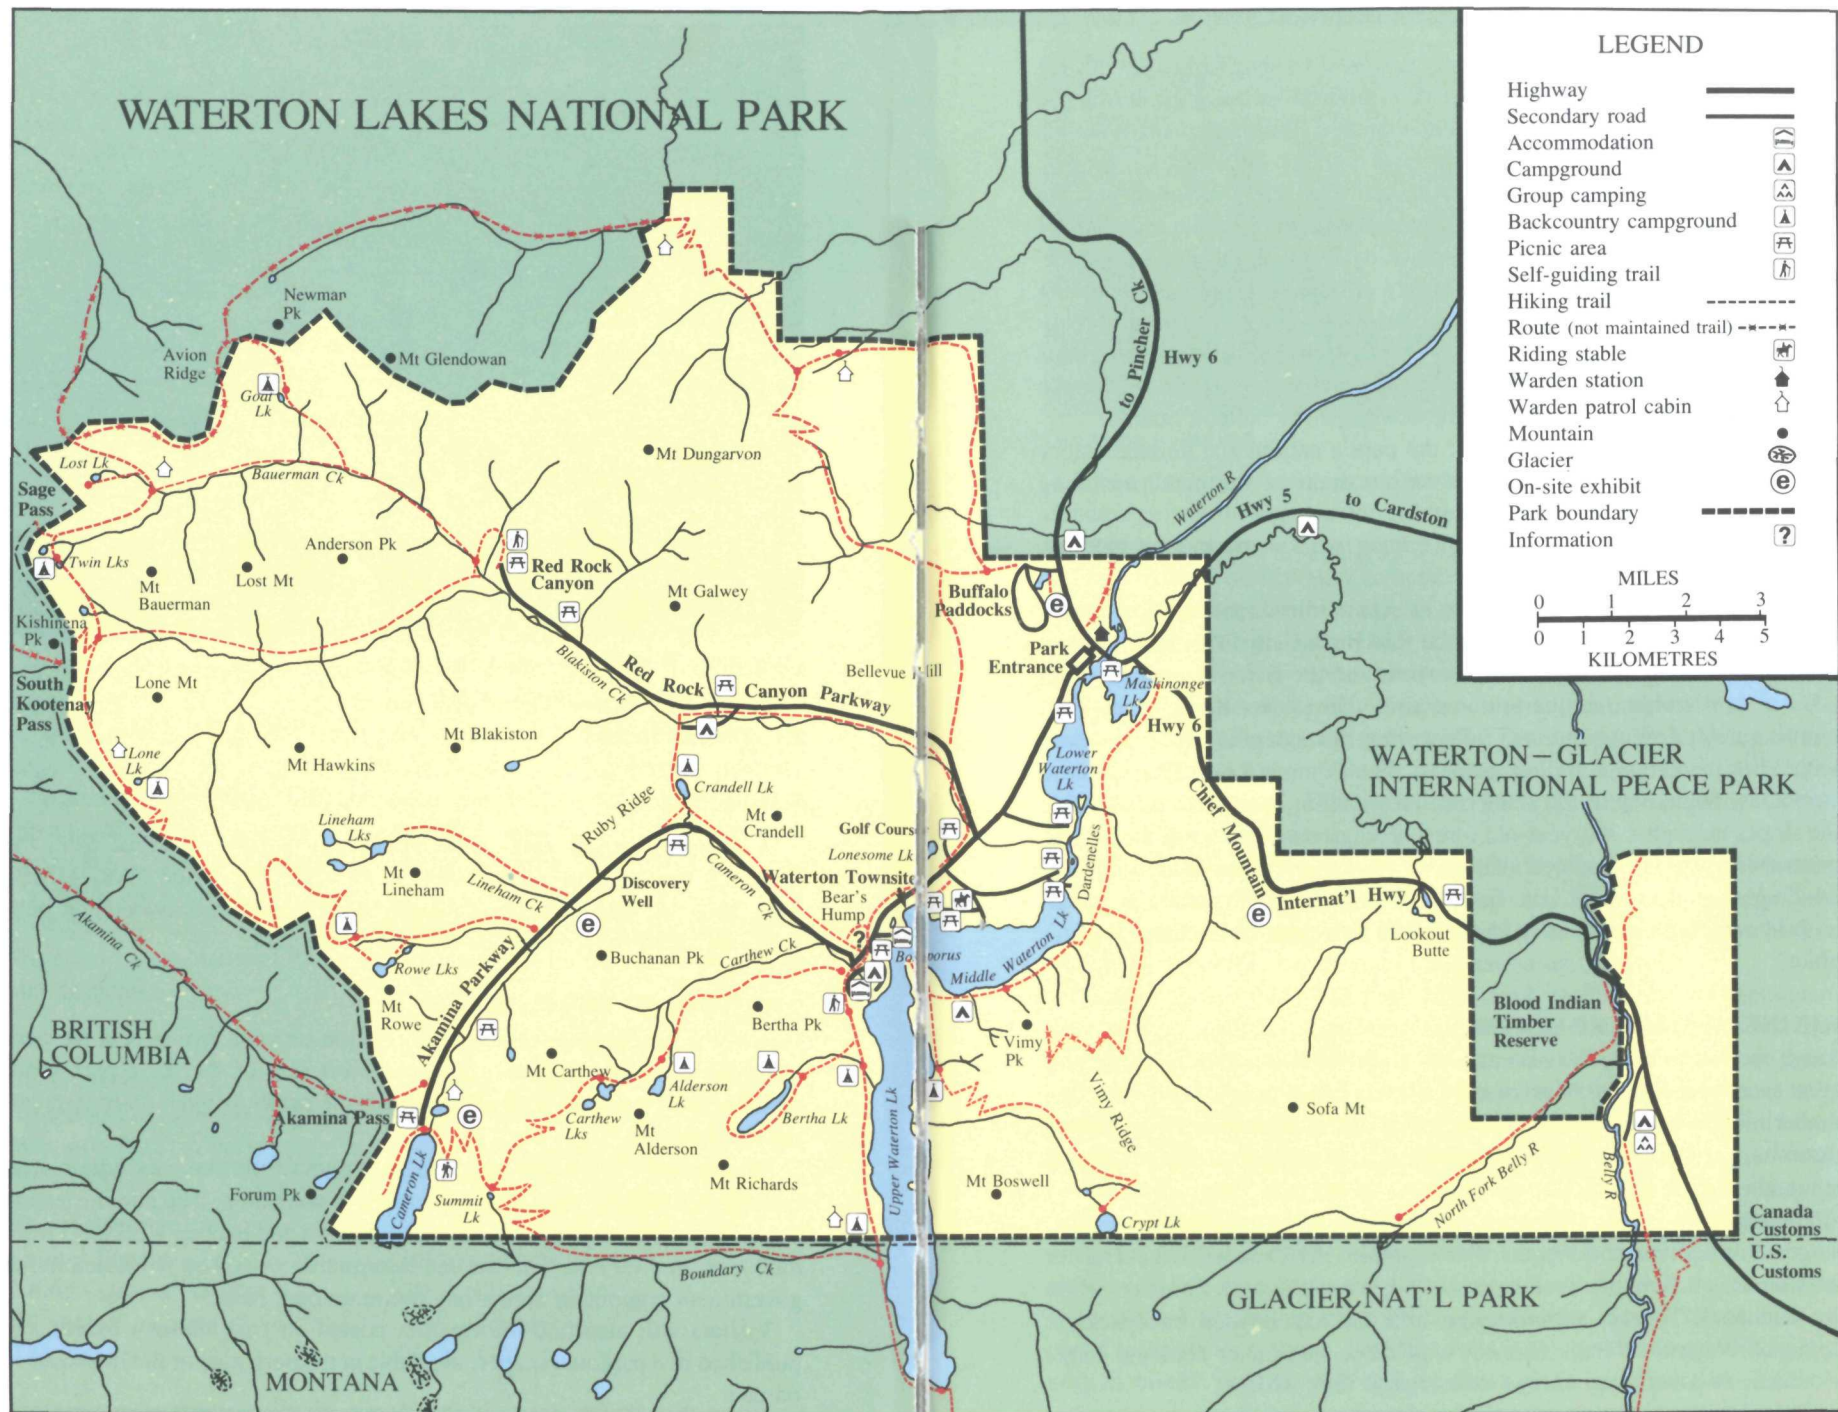 WATERTON LAKES NATIONAL PARK
LEGEND
Highway
Secondary road
Accommodation
Campground
Group camping
Backcountry campground
Picnic area
Self-guiding trail
Hiking trail
Route (not maintained trail)
Riding stable
Warden station
Warden patrol cabin
Mountain
Glacier
e On-site exhibit
Park boundary
Information ?
MILES
0 1 2 3
0 1 2 3 4 5
KILOMETRES
Newman
Pk
Avion
Ridge
Mt Glendowan
Goat
Lk
to Pincher Ck
Hwy 6
Lost Lk
Bauerman Ck
Mt Dungarvon
Sage
Pass
Waterton R
Hwy 5
to Cardston
Twin Lks
Anderson Pk
Lost Mt
Mt
Bauerman
Red Rock
Canyon
Mt Galwey
Buffalo
Paddocks
e
Kishinena
Pk
Blakiston Ck
Red Rock Canyon Parkway
Bellevue Hill
Park
Entrance
Maskinonge
Lk
Hwy 6
South
Kootenay
Pass
Lone Mt
Lone
Lk
Mt Hawkins
Mt Blakiston
Lower
Waterton
Lk
WATERTON–GLACIER
INTERNATIONAL PEACE PARK
Crandell Lk
Ruby Ridge
Mt
Crandell
Lineham
Lks
Golf Course
Lonesome Lk
Chief Mountain Internat'l Hwy
Dardenelles
Mt
Lineham
Lineham Ck
Discovery
Well
e
Cameron Ck
Waterton Townsite
Bear's
Hump
?
Akamina Ck
Akamina Parkway
Rowe Lks
Buchanan Pk
Carthew Ck
Bosporus
Middle Waterton Lk
e
Lookout
Butte
Mt
Rowe
BRITISH
COLUMBIA
Bertha Pk
Vimy
Pk
Blood Indian
Timber
Reserve
Mt Carthew
Alderson
Lk
Carthew
Lks
Bertha Lk
Vimy Ridge
Sofa Mt
Akamina Pass
e
Mt
Alderson
Upper Waterton Lk
Mt Richards
Mt Boswell
Forum Pk
Cameron Lk
Summit
Lk
Crypt Lk
North Fork Belly R
Belly R
Canada
Customs
U.S.
Customs
Boundary Ck
GLACIER NAT'L PARK
MONTANA